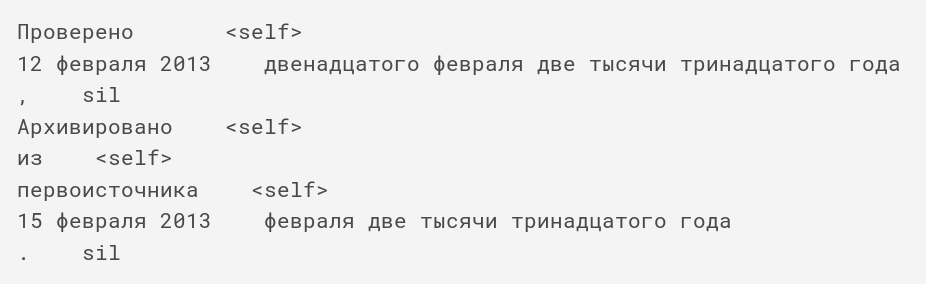 Проверено <self>
12 февраля 2013 двенадцатого февраля две тысячи тринадцатого года
, sil
Архивировано <self>
из <self>
первоисточника <self>
15 февраля 2013 февраля две тысячи тринадцатого года
. sil